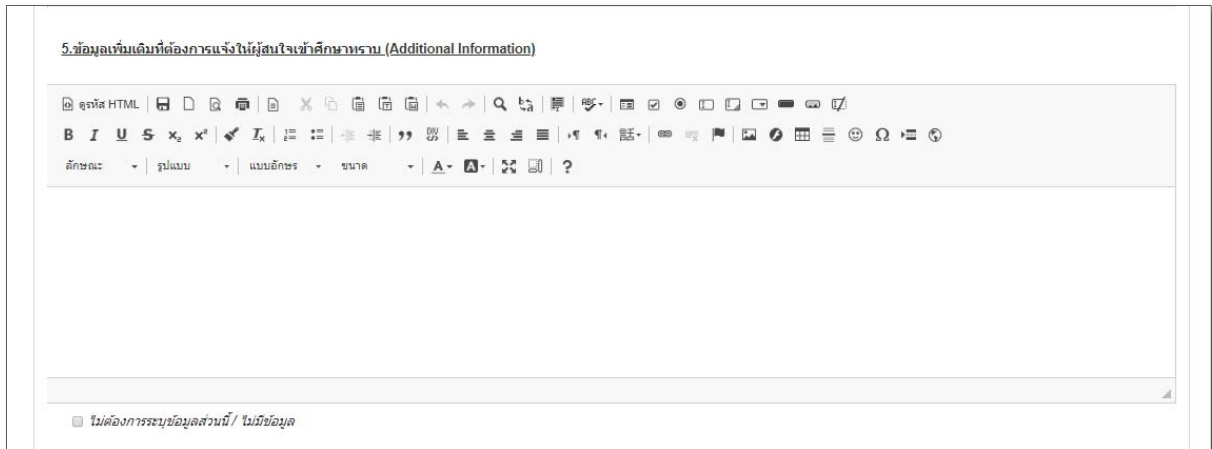 5.ข้อมูลเพิ่มเติมที่ต้องการแจ้งให้ผู้สนใจเข้าศึกษาทราบ (Additional Information)
ดูรหัส HTML
B I U S x₂ x² Tx
ลักษณะ รูปแบบ แบบอักษร ขนาด A A ?
ไม่ต้องการระบุข้อมูลส่วนนี้ / ไม่มีข้อมูล